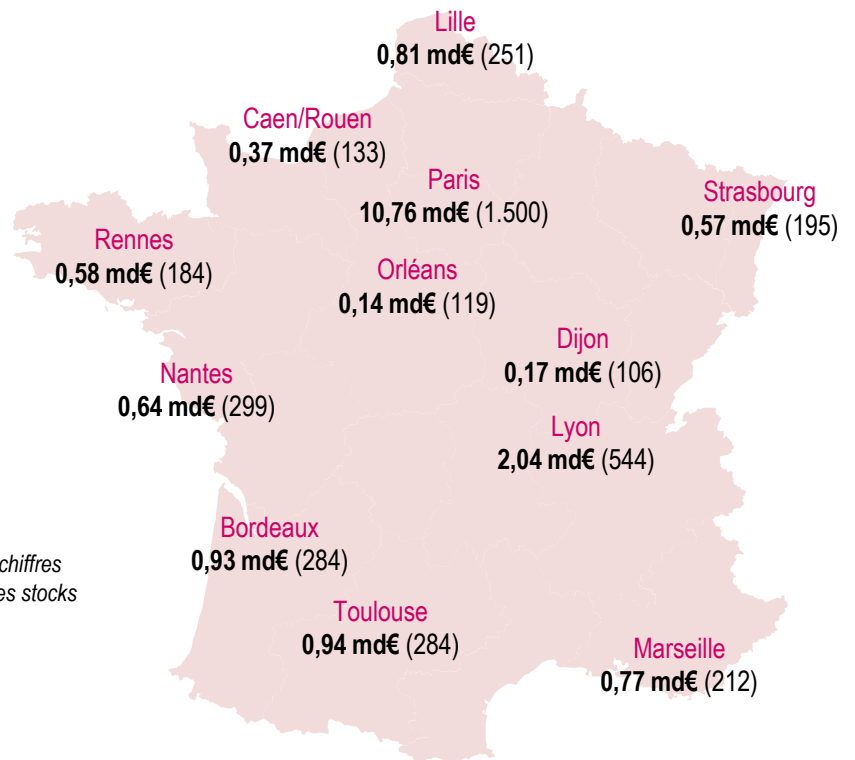 Lille
0,81 md€ (251)
Caen/Rouen
0,37 md€ (133)
Paris
10,76 md€ (1.500)
Strasbourg
0,57 md€ (195)
Rennes
0,58 md€ (184)
Orléans
0,14 md€ (119)
Dijon
0,17 md€ (106)
Nantes
0,64 md€ (299)
Lyon
2,04 md€ (544)
Bordeaux
0,93 md€ (284)
chiffres
es stocks
Toulouse
0,94 md€ (284)
Marseille
0,77 md€ (212)